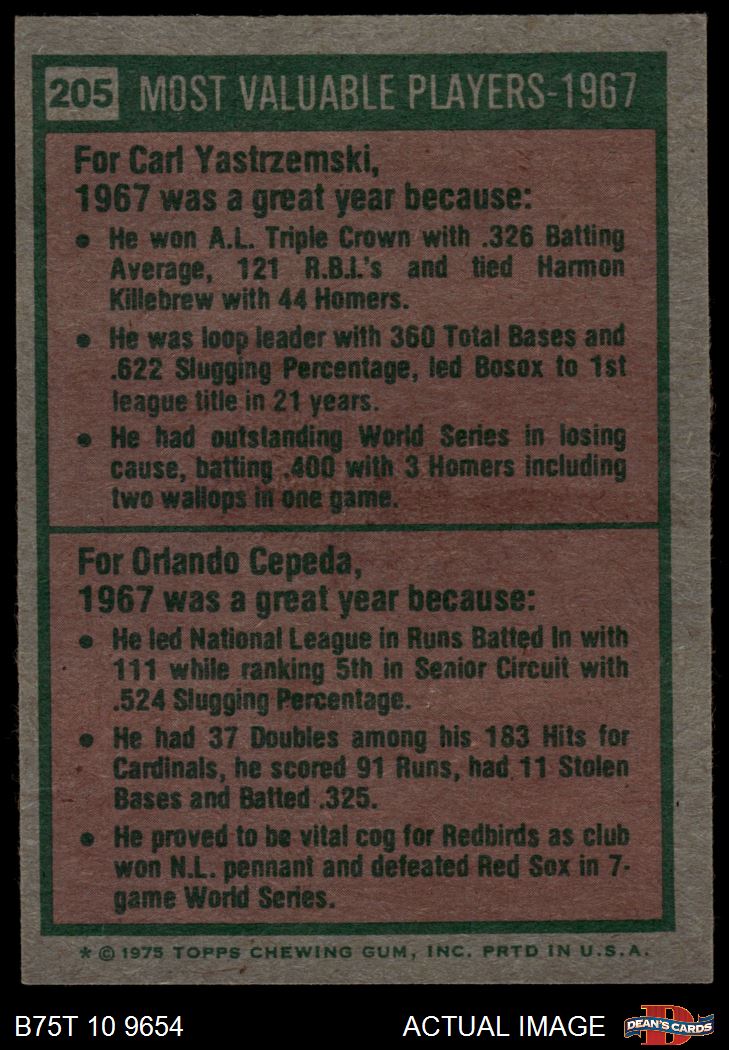 205 MOST VALUABLE PLAYERS-1967
For Carl Yastrzemski,
1967 was a great year because:
• He won A.L. Triple Crown with .326 Batting
Average, 121 R.B.I.'s and tied Harmon
Killebrew with 44 Homers.
• He was loop leader with 360 Total Bases and
.622 Slugging Percentage, led Bosox to 1st
league title in 21 years.
• He had outstanding World Series in losing
cause, batting .400 with 3 Homers including
two wallops in one game.
For Orlando Cepeda,
1967 was a great year because:
• He led National League in Runs Batted In with
111 while ranking 5th in Senior Circuit with
.524 Slugging Percentage.
• He had 37 Doubles among his 183 Hits for
Cardinals, he scored 91 Runs, had 11 Stolen
Bases and Batted .325.
• He proved to be vital cog for Redbirds as club
won N.L. pennant and defeated Red Sox in 7-
game World Series.
* © 1975 TOPPS CHEWING GUM, INC. PRTD IN U.S.A.
B75T 10 9654 ACTUAL IMAGE D DEAN'S CARDS